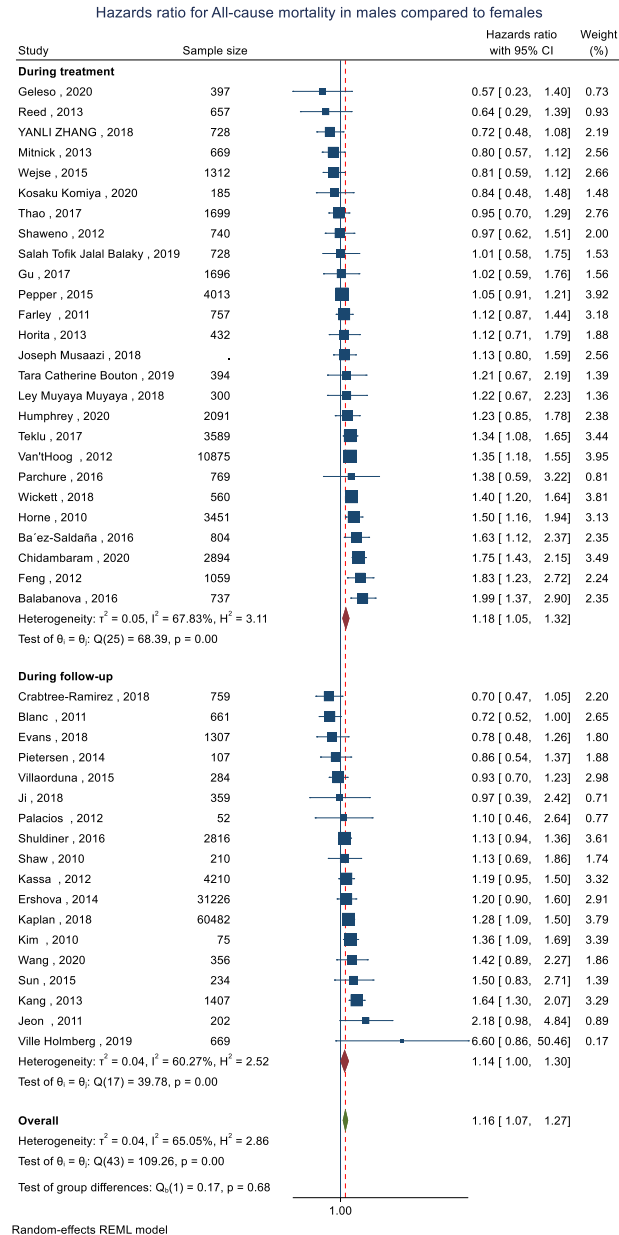 Hazards ratio for All-cause mortality in males compared to females
Hazards ratio Weight
Study Sample size with 95% CI (%)
During treatment
Geleso , 2020 397 0.57 [ 0.23, 1.40] 0.73
Reed , 2013 657 0.64 [ 0.29, 1.39] 0.93
YANLI ZHANG , 2018 728 0.72 [ 0.48, 1.08] 2.19
Mitnick , 2013 669 0.80 [ 0.57, 1.12] 2.56
Wejse , 2015 1312 0.81 [ 0.59, 1.12] 2.66
Kosaku Komiya , 2020 185 0.84 [ 0.48, 1.48] 1.48
Thao , 2017 1699 0.95 [ 0.70, 1.29] 2.76
Shaweno , 2012 740 0.97 [ 0.62, 1.51] 2.00
Salah Tofik Jalal Balaky , 2019 728 1.01 [ 0.58, 1.75] 1.53
Gu , 2017 1696 1.02 [ 0.59, 1.76] 1.56
Pepper , 2015 4013 1.05 [ 0.91, 1.21] 3.92
Farley , 2011 757 1.12 [ 0.87, 1.44] 3.18
Horita , 2013 432 1.12 [ 0.71, 1.79] 1.88
Joseph Musaazi , 2018 . 1.13 [ 0.80, 1.59] 2.56
Tara Catherine Bouton , 2019 394 1.21 [ 0.67, 2.19] 1.39
Ley Muyaya Muyaya , 2018 300 1.22 [ 0.67, 2.23] 1.36
Humphrey , 2020 2091 1.23 [ 0.85, 1.78] 2.38
Teklu , 2017 3589 1.34 [ 1.08, 1.65] 3.44
Van'tHoog , 2012 10875 1.35 [ 1.18, 1.55] 3.95
Parchure , 2016 769 1.38 [ 0.59, 3.22] 0.81
Wickett , 2018 560 1.40 [ 1.20, 1.64] 3.81
Horne , 2010 3451 1.50 [ 1.16, 1.94] 3.13
Ba´ez-Saldaña , 2016 804 1.63 [ 1.12, 2.37] 2.35
Chidambaram , 2020 2894 1.75 [ 1.43, 2.15] 3.49
Feng , 2012 1059 1.83 [ 1.23, 2.72] 2.24
Balabanova , 2016 737 1.99 [ 1.37, 2.90] 2.35
Heterogeneity: τ² = 0.05, I² = 67.83%, H² = 3.11 1.18 [ 1.05, 1.32]
Test of θᵢ = θⱼ: Q(25) = 68.39, p = 0.00
During follow-up
Crabtree-Ramirez , 2018 759 0.70 [ 0.47, 1.05] 2.20
Blanc , 2011 661 0.72 [ 0.52, 1.00] 2.65
Evans , 2018 1307 0.78 [ 0.48, 1.26] 1.80
Pietersen , 2014 107 0.86 [ 0.54, 1.37] 1.88
Villaorduna , 2015 284 0.93 [ 0.70, 1.23] 2.98
Ji , 2018 359 0.97 [ 0.39, 2.42] 0.71
Palacios , 2012 52 1.10 [ 0.46, 2.64] 0.77
Shuldiner , 2016 2816 1.13 [ 0.94, 1.36] 3.61
Shaw , 2010 210 1.13 [ 0.69, 1.86] 1.74
Kassa , 2012 4210 1.19 [ 0.95, 1.50] 3.32
Ershova , 2014 31226 1.20 [ 0.90, 1.60] 2.91
Kaplan , 2018 60482 1.28 [ 1.09, 1.50] 3.79
Kim , 2010 75 1.36 [ 1.09, 1.69] 3.39
Wang , 2020 356 1.42 [ 0.89, 2.27] 1.86
Sun , 2015 234 1.50 [ 0.83, 2.71] 1.39
Kang , 2013 1407 1.64 [ 1.30, 2.07] 3.29
Jeon , 2011 202 2.18 [ 0.98, 4.84] 0.89
Ville Holmberg , 2019 669 6.60 [ 0.86, 50.46] 0.17
Heterogeneity: τ² = 0.04, I² = 60.27%, H² = 2.52 1.14 [ 1.00, 1.30]
Test of θᵢ = θⱼ: Q(17) = 39.78, p = 0.00
Overall 1.16 [ 1.07, 1.27]
Heterogeneity: τ² = 0.04, I² = 65.05%, H² = 2.86
Test of θᵢ = θⱼ: Q(43) = 109.26, p = 0.00
Test of group differences: Q_b(1) = 0.17, p = 0.68
1.00
Random-effects REML model